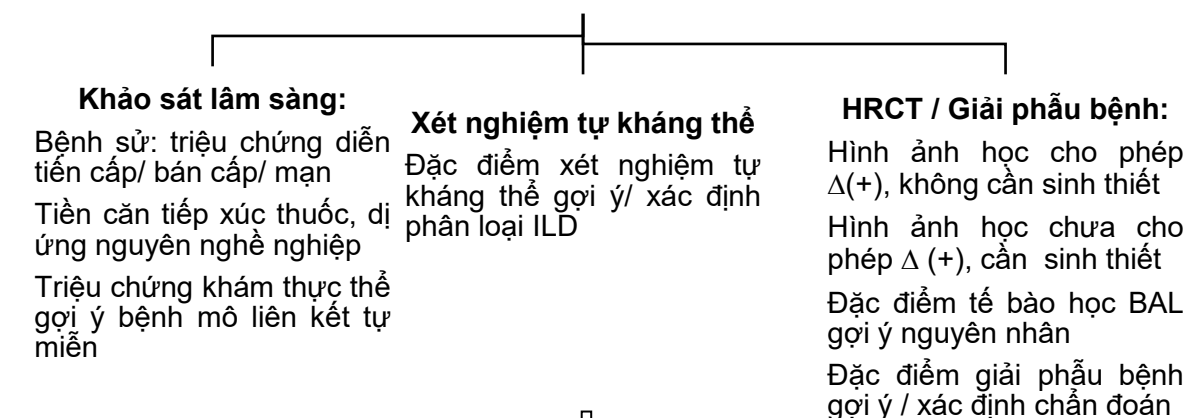 Khảo sát lâm sàng:
Bệnh sử: triệu chứng diễn
tiến cấp/ bán cấp/ mạn
Tiền căn tiếp xúc thuốc, dị
ứng nguyên nghề nghiệp
Triệu chứng khám thực thể
gợi ý bệnh mô liên kết tự
miễn
Xét nghiệm tự kháng thể
Đặc điểm xét nghiệm tự
kháng thể gợi ý/ xác định
phân loại ILD
HRCT / Giải phẫu bệnh:
Hình ảnh học cho phép
∆(+), không cần sinh thiết
Hình ảnh học chưa cho
phép ∆ (+), cần sinh thiết
Đặc điểm tế bào học BAL
gợi ý nguyên nhân
Đặc điểm giải phẫu bệnh
gợi ý / xác định chẩn đoán